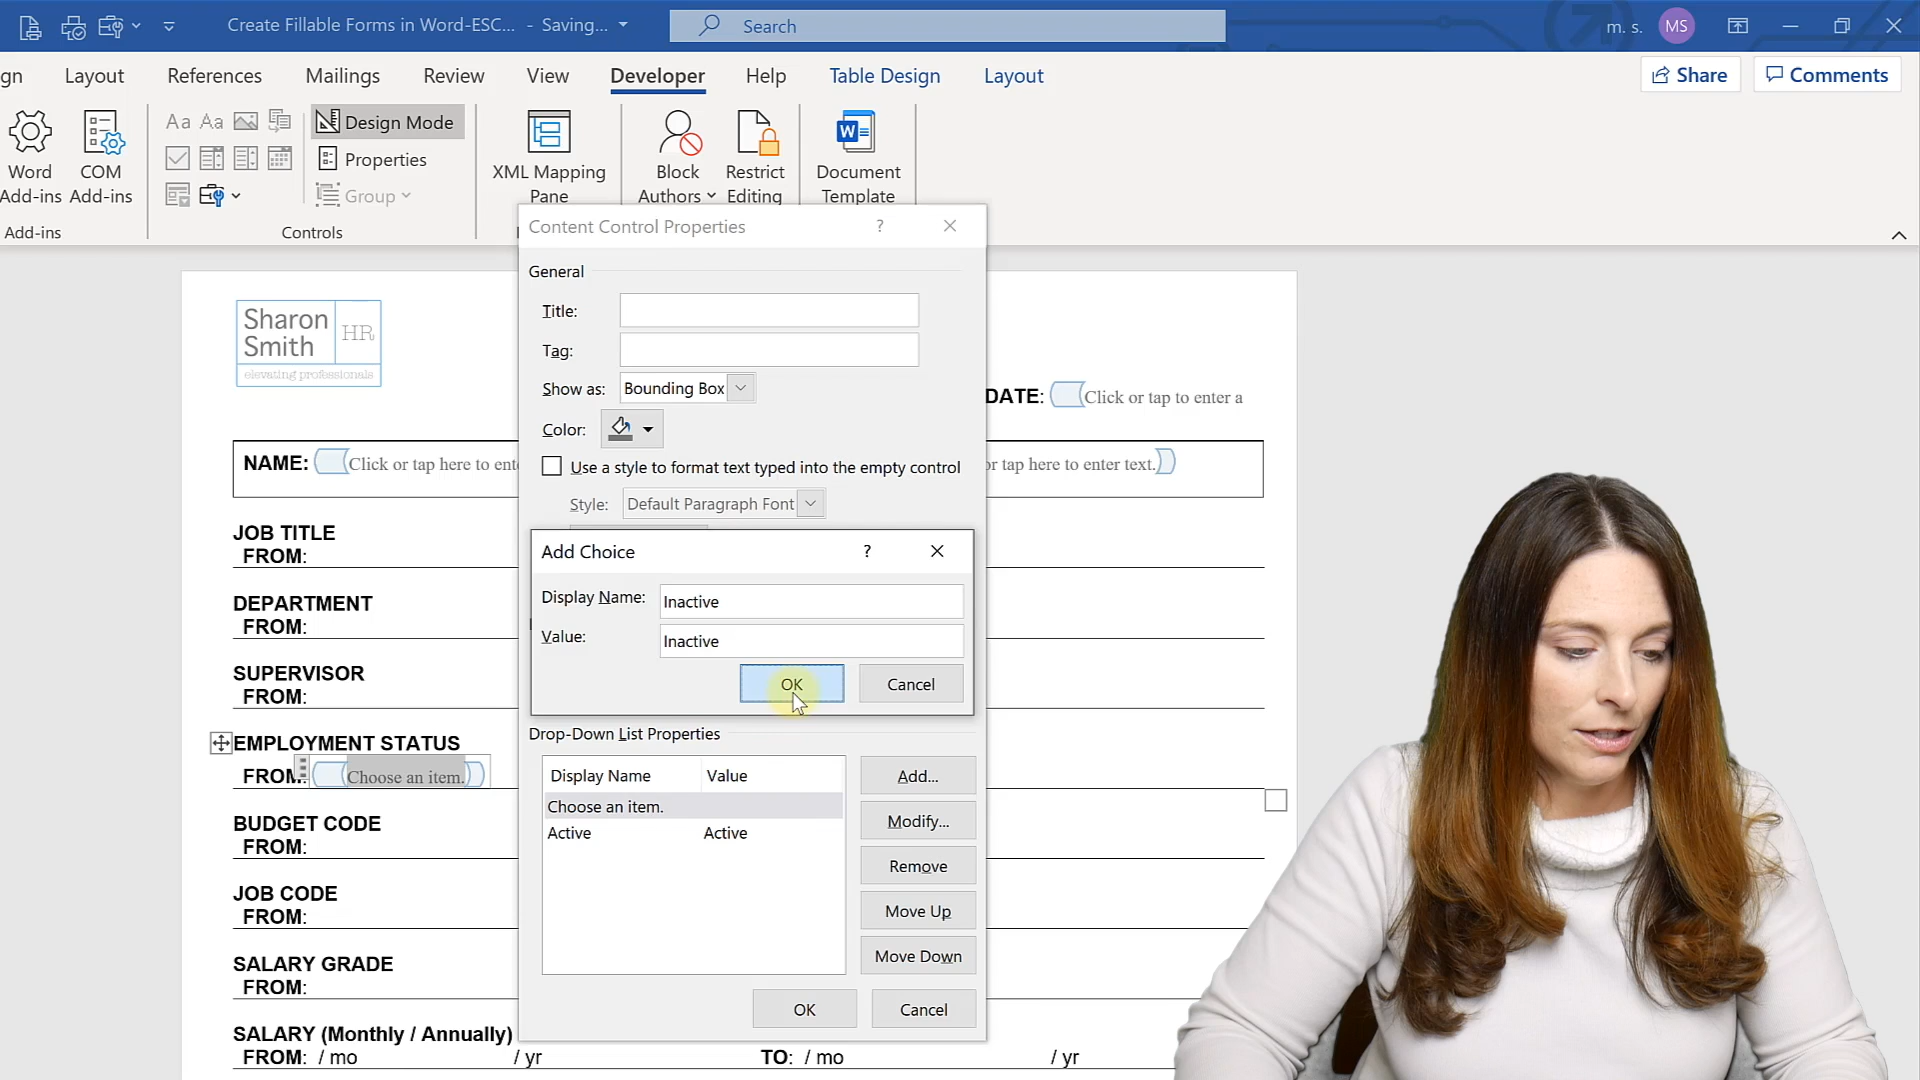 Create Fillable Forms in Word-ESC... - Saving...
Search
m. s.
MS
gn
Layout
References
Mailings
Review
View
Developer
Help
Table Design
Layout
Share
Comments
Word
Add-ins
COM
Add-ins
Add-ins
Aa Aa
Design Mode
Properties
Group
Controls
XML Mapping
Pane
Block
Authors
Restrict
Editing
Document
Template
Content Control Properties
?
General
Title:
Tag:
Show as: Bounding Box
Color:
Use a style to format text typed into the empty control
Style: Default Paragraph Font
Add Choice
?
Display Name: Inactive
Value: Inactive
OK
Cancel
Drop-Down List Properties
Display Name Value
Choose an item.
Active Active
Add...
Modify...
Remove
Move Up
Move Down
OK
Cancel
Sharon
Smith
HR
elevating professionals
DATE: Click or tap to enter a
NAME: Click or tap here to ente
or tap here to enter text.
JOB TITLE
FROM:
DEPARTMENT
FROM:
SUPERVISOR
FROM:
EMPLOYMENT STATUS
FROM: Choose an item.
BUDGET CODE
FROM:
JOB CODE
FROM:
SALARY GRADE
FROM:
SALARY (Monthly / Annually)
FROM: / mo / yr TO: / mo / yr